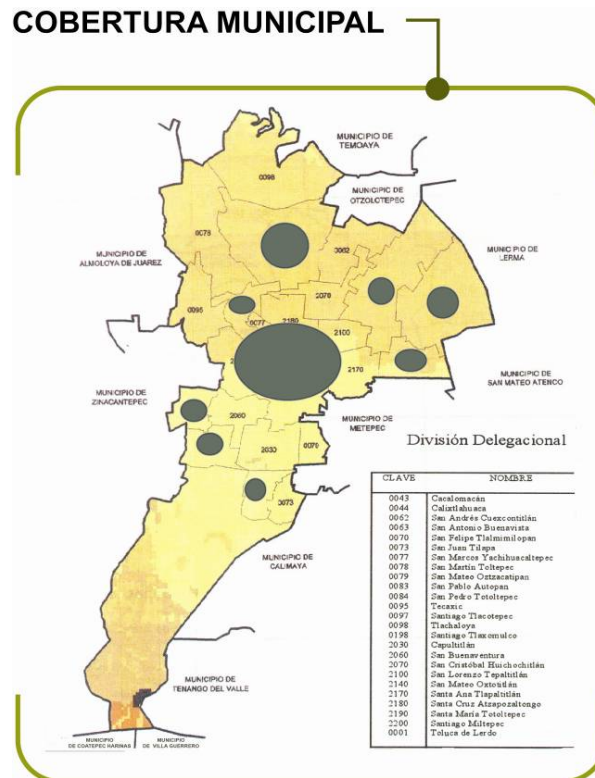 COBERTURA MUNICIPAL
MUNICIPIO DE
TEMOAYA
0098
MUNICIPIO DE
OTZOLOTEPEC
0078
0062
MUNICIPIO DE
LERMA
MUNICIPIO DE
ALMOLOYA DE JUAREZ
2070
0095
0077
2180
2100
2170
MUNICIPIO DE
SAN MATEO ATENCO
MUNICIPIO DE
ZINACANTEPEC
2060
MUNICIPIO DE
METEPEC
2030
0079
0073
MUNICIPIO DE
CALIMAYA
MUNICIPIO DE
TENANGO DEL VALLE
MUNICIPIO
DE COATEPEC HARINAS
MUNICIPIO
DE VILLA GUERRERO
División Delegacional
CLAVE NOMBRE
0043 Cacalomacán
0044 Calixtlahuaca
0062 San Andrés Cuexcontitlán
0063 San Antonio Buenavista
0070 San Felipe Tlalmimilopan
0073 San Juan Tilapa
0077 San Marcos Yachihuacaltepec
0078 San Martín Toltepec
0079 San Mateo Oztzacatipan
0083 San Pablo Autopan
0084 San Pedro Totoltepec
0095 Tecaxic
0097 Santiago Tlacotepec
0098 Tlachaloya
0198 Santiago Tlaxomulco
2030 Capultitlán
2060 San Buenaventura
2070 San Cristóbal Huichochitlán
2100 San Lorenzo Tepaltitlán
2140 San Mateo Oxtotitlán
2170 Santa Ana Tlapaltitlán
2180 Santa Cruz Atzcapotzaltongo
2190 Santa María Totoltepec
2200 Santiago Miltepec
0001 Toluca de Lerdo